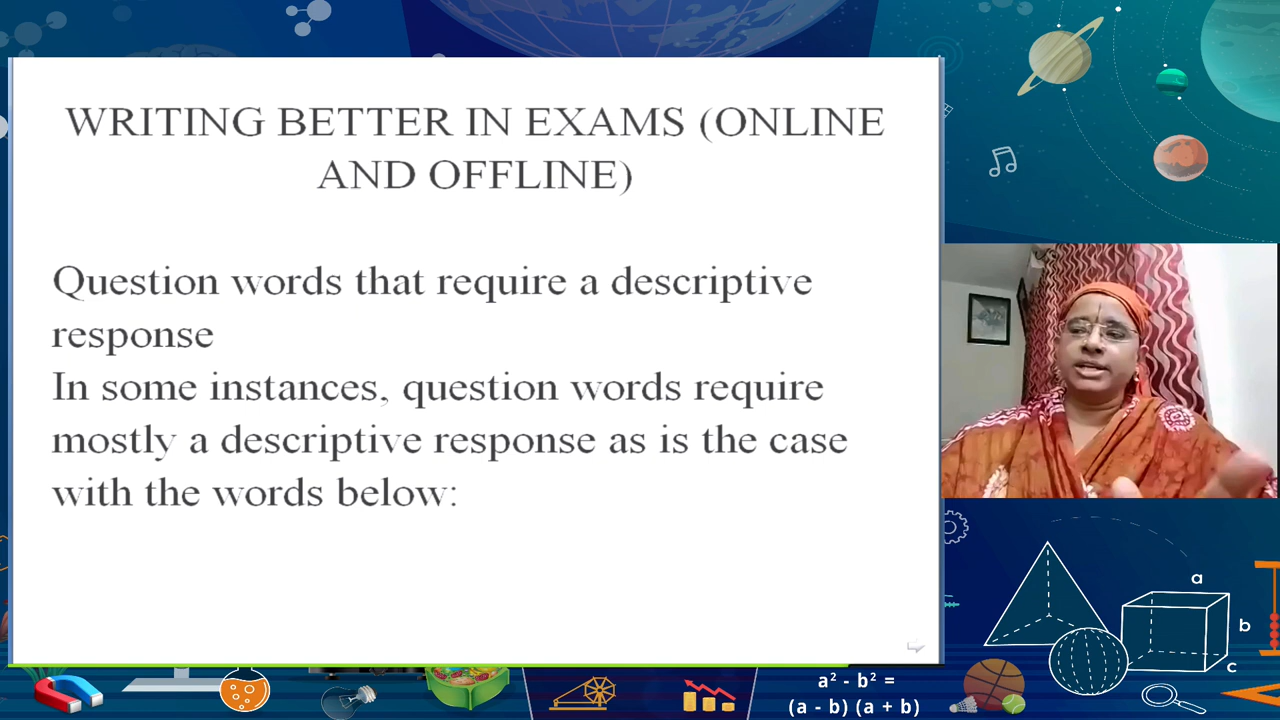 WRITING BETTER IN EXAMS (ONLINE
AND OFFLINE)
Question words that require a descriptive
response
In some instances, question words require
mostly a descriptive response as is the case
with the words below:
a
b
c
a² - b² =
(a - b) (a + b)